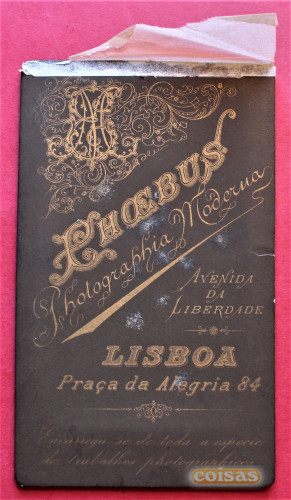 PHŒBUS
Photographia Moderna
AVENIDA
DA
LIBERDADE
LISBOA
Praça da Alegria 84
Encarrega se de toda a especie
de trabalhos photographicos
coisas